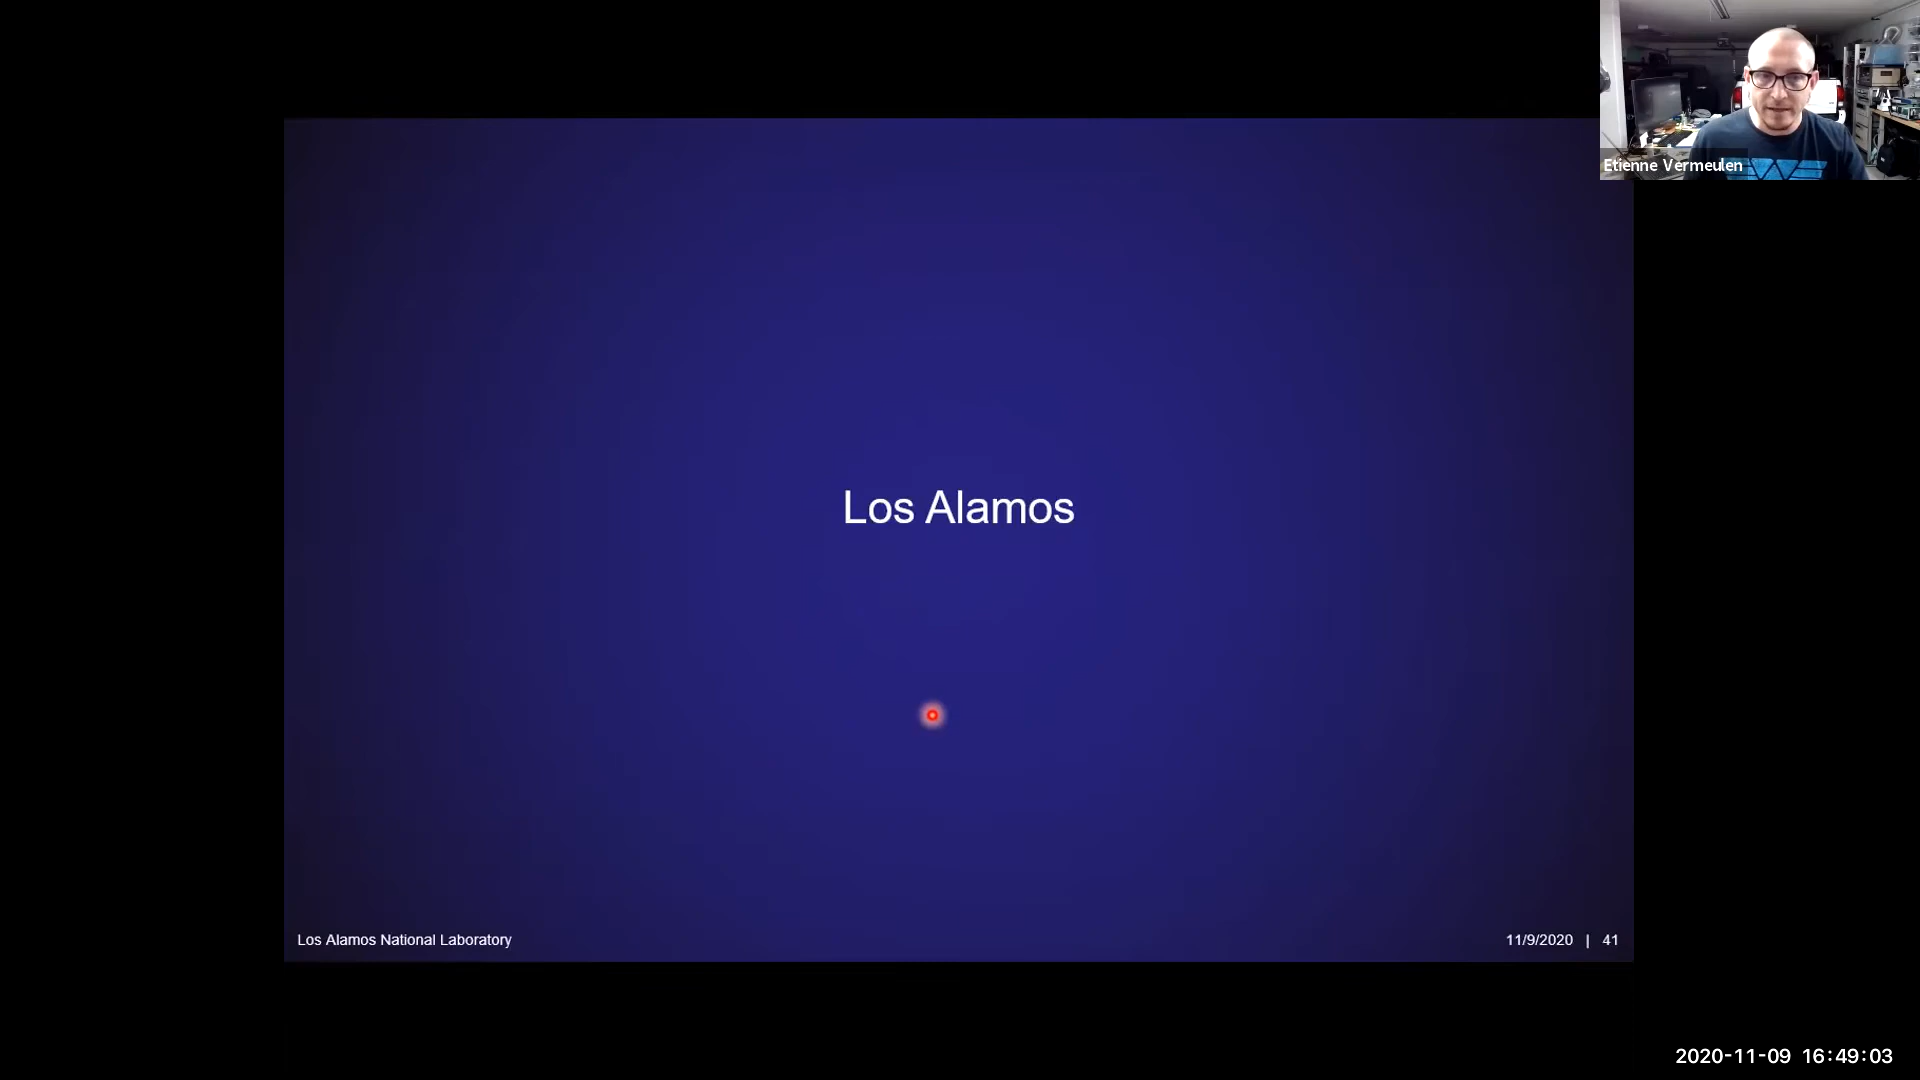 Etienne Vermeulen
Los Alamos
Los Alamos National Laboratory
11/9/2020 | 41
2020-11-09 16:49:03